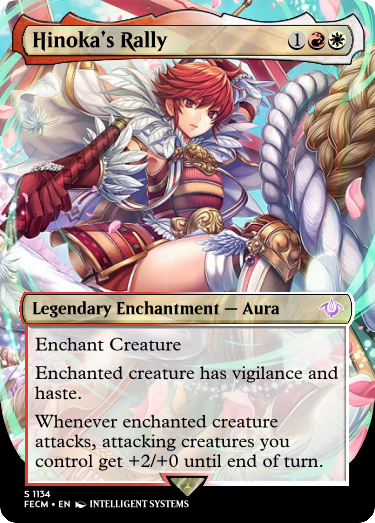 Hinoka's Rally 1
Legendary Enchantment — Aura
Enchant Creature
Enchanted creature has vigilance and
haste.
Whenever enchanted creature
attacks, attacking creatures you
control get +2/+0 until end of turn.
S 1134
FECM • EN INTELLIGENT SYSTEMS